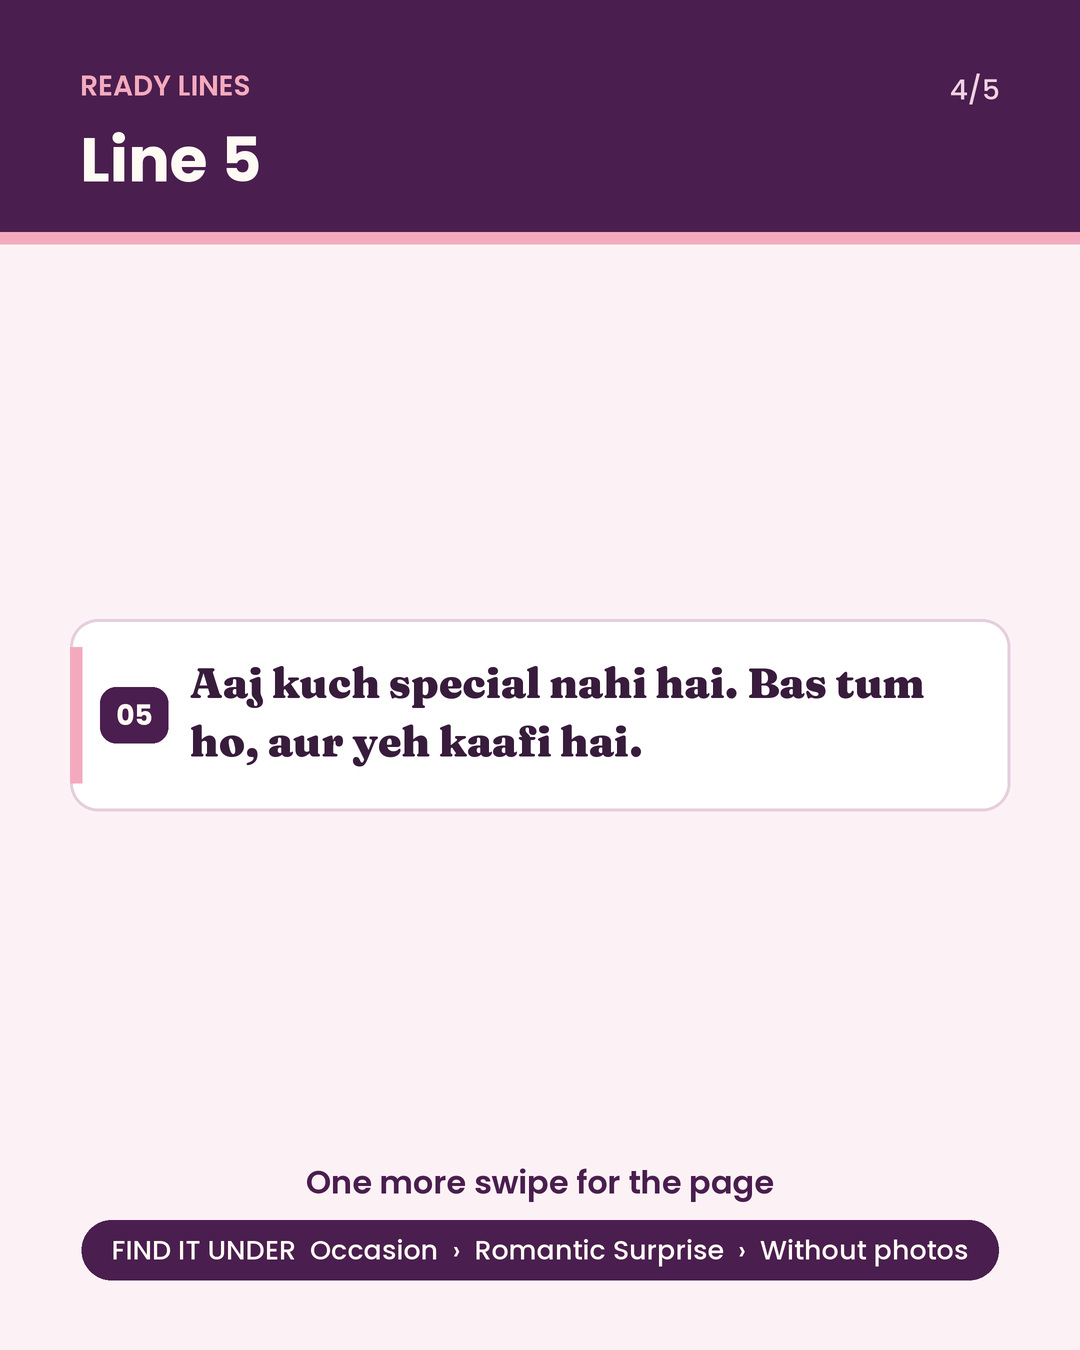 READY LINES
4/5
Line 5
05
Aaj kuch special nahi hai. Bas tum
ho, aur yeh kaafi hai.
One more swipe for the page
FIND IT UNDER Occasion › Romantic Surprise › Without photos